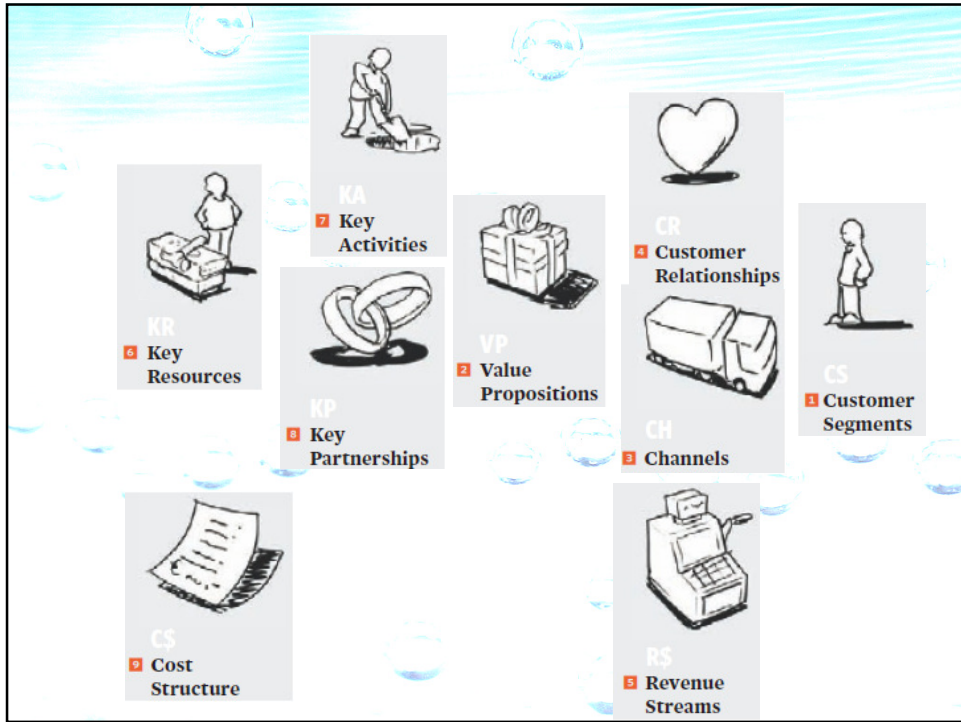 KA
7 Key
Activities
CR
4 Customer
Relationships
KR
6 Key
Resources
KP
8 Key
Partnerships
VP
2 Value
Propositions
CH
3 Channels
CS
1 Customer
Segments
C$
9 Cost
Structure
R$
5 Revenue
Streams